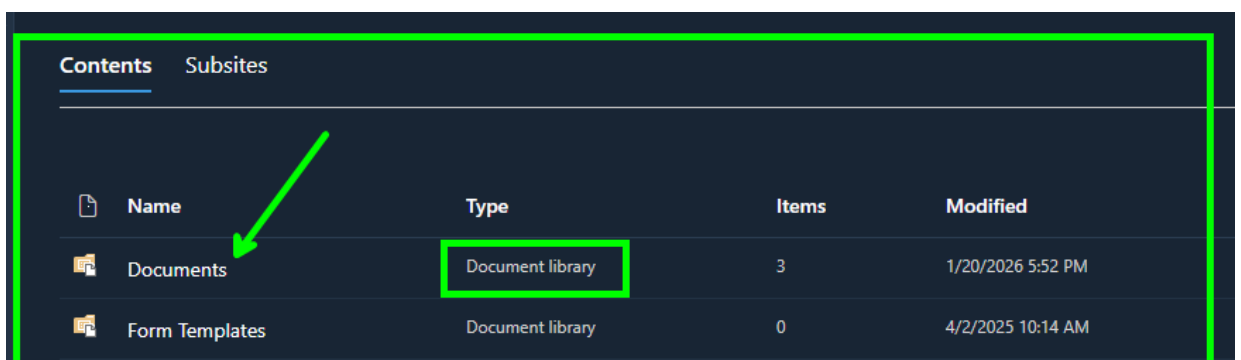 Contents Subsites
Name Type Items Modified
Documents Document library 3 1/20/2026 5:52 PM
Form Templates Document library 0 4/2/2025 10:14 AM